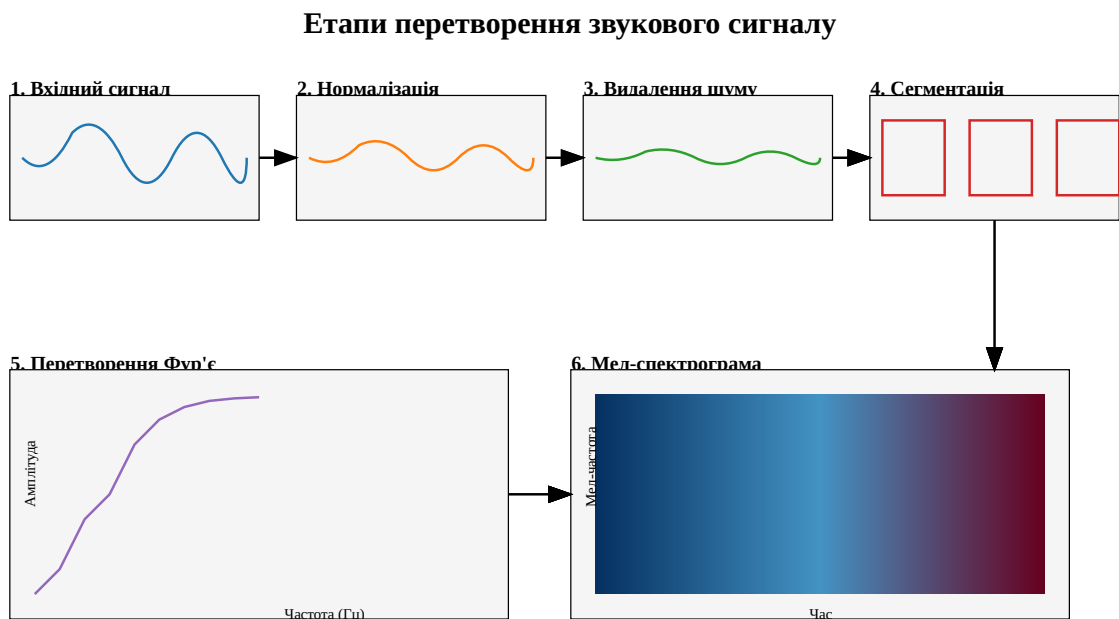 Етапи перетворення звукового сигналу
1. Вхідний сигнал
2. Нормалізація
3. Видалення шуму
4. Сегментація
5. Перетворення Фур'є
6. Мел-спектрограма
Амплітуда
Мел-частота
Частота (Гц)
Час